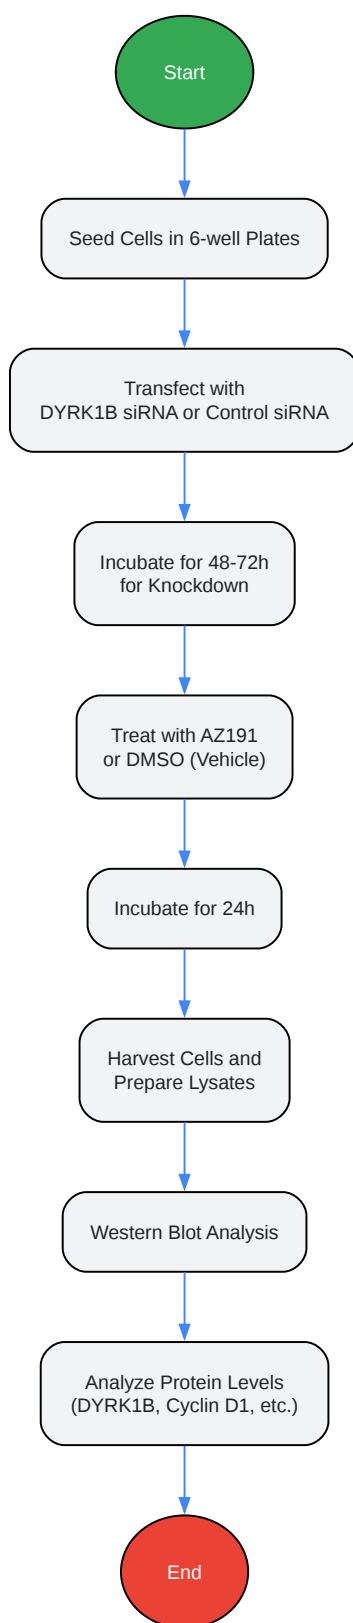 Start
Seed Cells in 6-well Plates
Transfect with
DYRK1B siRNA or Control siRNA
Incubate for 48-72h
for Knockdown
Treat with AZ191
or DMSO (Vehicle)
Incubate for 24h
Harvest Cells and
Prepare Lysates
Western Blot Analysis
Analyze Protein Levels
(DYRK1B, Cyclin D1, etc.)
End